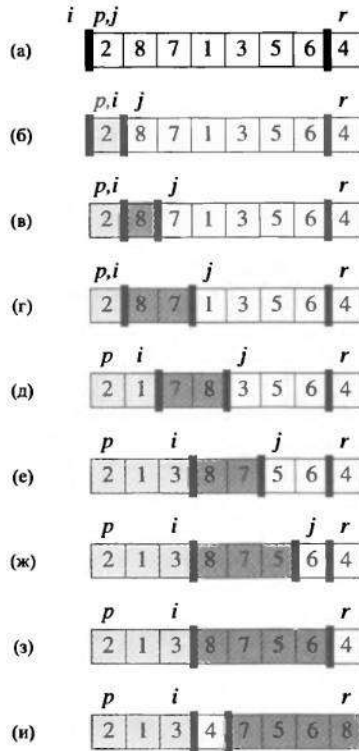 i p,j r
(а) 2 8 7 1 3 5 6 4
p,i j r
(б) 2 8 7 1 3 5 6 4
p,i j r
(в) 2 8 7 1 3 5 6 4
p,i j r
(г) 2 8 7 1 3 5 6 4
p i j r
(д) 2 1 7 8 3 5 6 4
p i j r
(е) 2 1 3 8 7 5 6 4
p i j r
(ж) 2 1 3 8 7 5 6 4
p i r
(з) 2 1 3 8 7 5 6 4
p i r
(и) 2 1 3 4 7 5 6 8